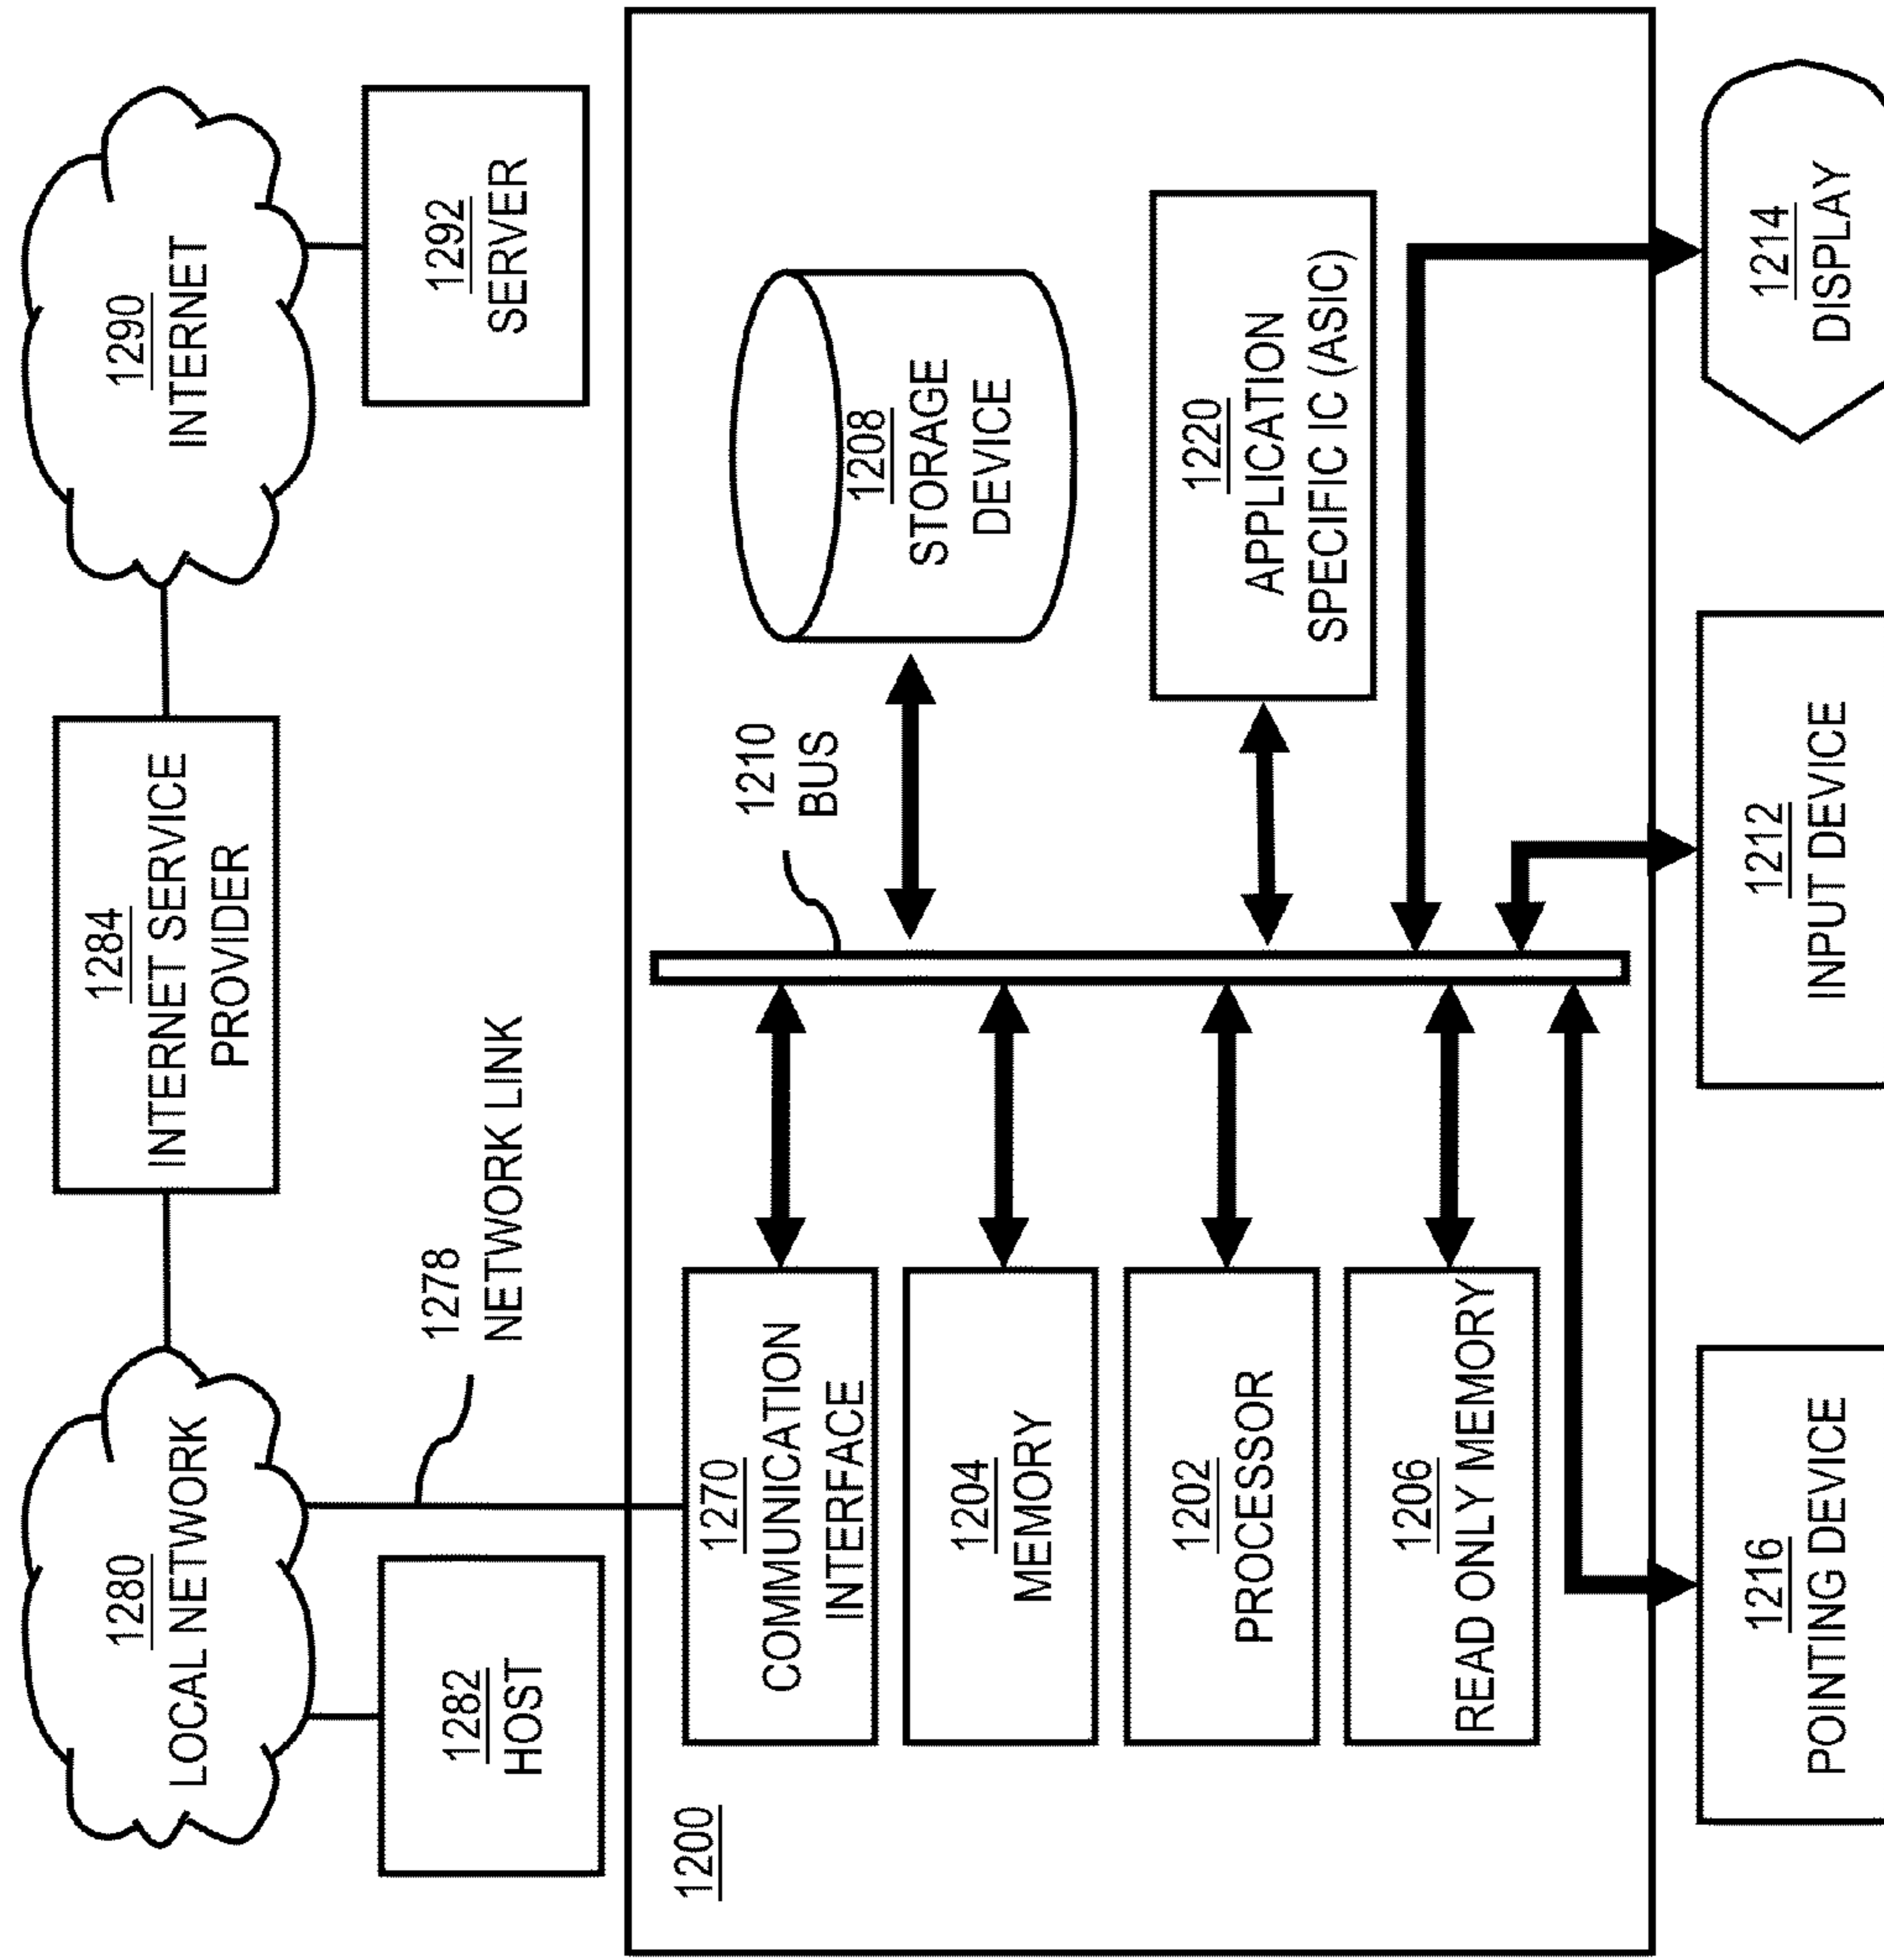 1280
LOCAL NETWORK
1284
INTERNET SERVICE
PROVIDER
1290
INTERNET
1282
HOST
1278
NETWORK LINK
1292
SERVER
1200
1270
COMMUNICATION
INTERFACE
1210
BUS
1204
MEMORY
1208
STORAGE
DEVICE
1202
PROCESSOR
1220
APPLICATION
SPECIFIC IC (ASIC)
1206
READ ONLY MEMORY
1216
POINTING DEVICE
1212
INPUT DEVICE
1214
DISPLAY